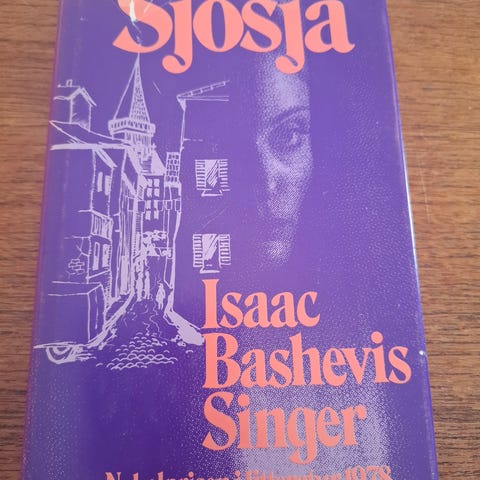 Sjosja
Isaac
Bashevis
Singer
Nobelprisen i litteratur 1978